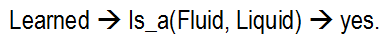 Learned → Is_a(Fluid, Liquid) → yes.